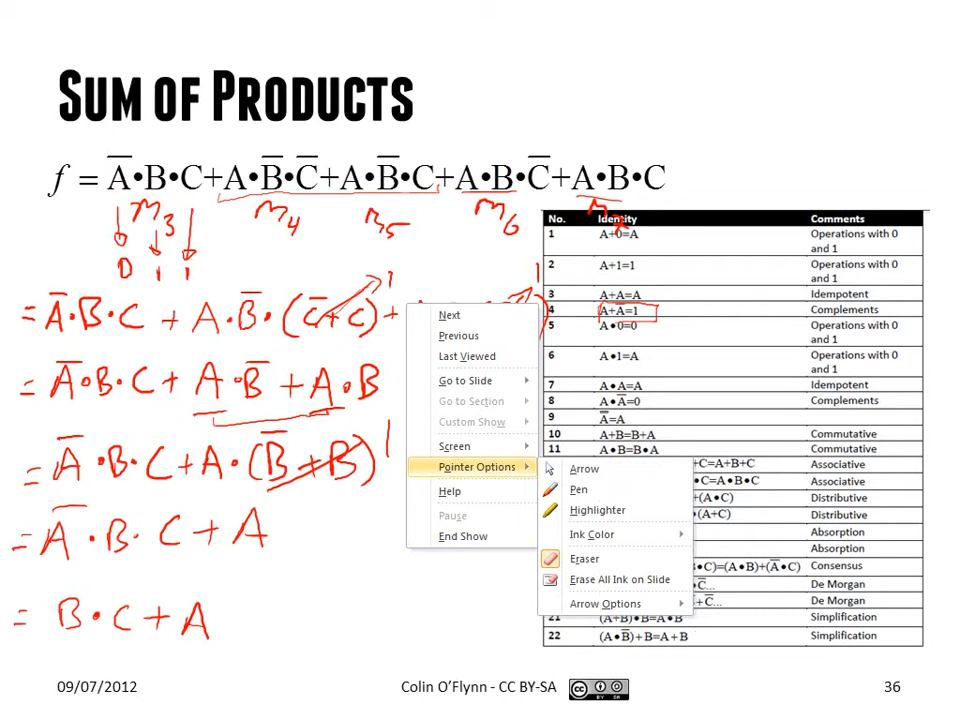 SUM OF PRODUCTS
f = A̅•B•C+A•B̅•C̅+A•B̅•C+A•B•C̅+A•B•C
m3 m4 m5 m6
0 1 1
= A̅·B·C + A·B̅·(C̅+C)+ 1
1
= A̅·B·C + A·B̅ + A·B
= A̅·B·C + A·(B̅+B) 1
= A̅·B·C + A
= B·C + A
No. Identity Comments
1 A+0=A Operations with 0 and 1
2 A+1=1 Operations with 0 and 1
3 A+A=A Idempotent
4 A+A̅=1 Complements
5 A•0=0 Operations with 0 and 1
6 A•1=A Operations with 0 and 1
7 A•A=A Idempotent
8 A•A̅=0 Complements
9
10 A+B=B+A Commutative
11 A•B=B•A Commutative
+C=A+B+C Associative
•C=A•B•C Associative
+(A•C) Distributive
•(A+C) Distributive
Absorption
Absorption
B•C)=(A•B)+(A̅•C) Consensus
•C̅... De Morgan
+C̅... De Morgan
21 Simplification
22 (A•B̅)+B=A+B Simplification
Next
Previous
Last Viewed
Go to Slide
Go to Section
Custom Show
Screen
Pointer Options
Help
Pause
End Show
Arrow
Pen
Highlighter
Ink Color
Eraser
Erase All Ink on Slide
Arrow Options
09/07/2012 Colin O'Flynn - CC BY-SA 36